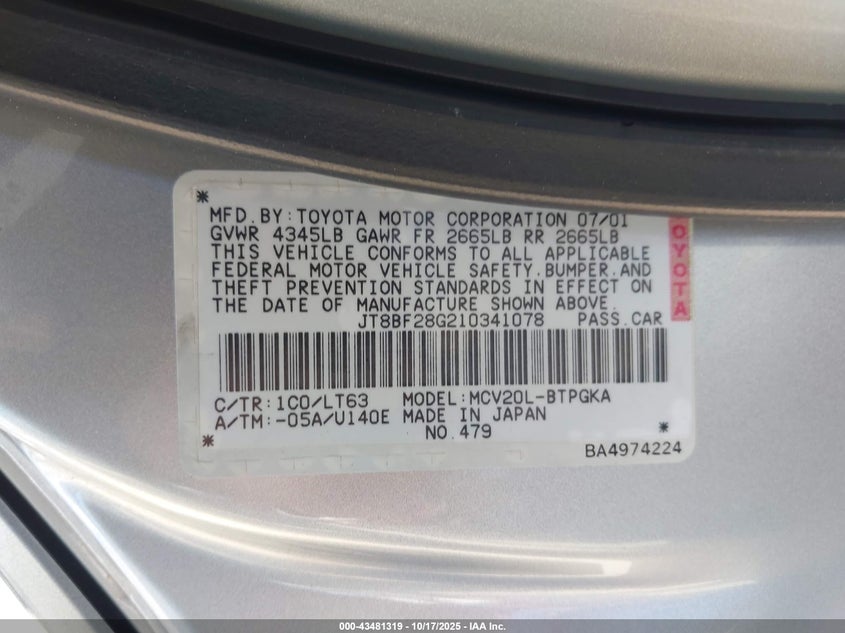 MFD.BY:TOYOTA MOTOR CORPORATION 07/01
GVWR 4345LB GAWR FR 2665LB RR 2665LB
THIS VEHICLE CONFORMS TO ALL APPLICABLE
FEDERAL MOTOR VEHICLE SAFETY.BUMPER.AND
THEFT PREVENTION STANDARDS IN EFFECT ON
THE DATE OF MANUFACTURE SHOWN ABOVE.
JT8BF28G210341078 PASS.CAR
TOYOTA
C/TR:1C0/LT63 MODEL:MCV20L-BTPGKA
A/TM:-05A/U140E MADE IN JAPAN
NO.479
BA4974224
000-43481319 | 10/17/2025 - IAA Inc.